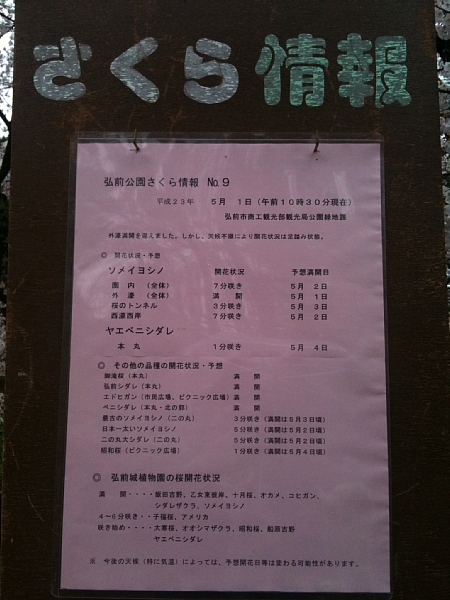 さくら情報
弘前公園さくら情報 No.9
平成23年 5月 1日(午前10時30分現在)
弘前市商工観光部観光局公園緑地課
外濠満開を迎えました。しかし、天候不順により開花状況は足踏み状態。
◎ 開花状況・予想
ソメイヨシノ 開花状況 予想満開日
園内 (全体) 7分咲き 5月 2日
外濠 (全体) 満開 5月 1日
桜のトンネル 3分咲き 5月 3日
西濠西岸 7分咲き 5月 2日
ヤエベニシダレ
本丸 1分咲き 5月 4日
◎ その他の品種の開花状況・予想
御滝桜(本丸) 満開
弘前シダレ(本丸) 満開
エドヒガン(市民広場、ピクニック広場) 満開
ベニシダレ(本丸・北の郭) 満開
最古のソメイヨシノ(二の丸) 3分咲き(満開は5月3日頃)
日本一太いソメイヨシノ 5分咲き(満開は5月2日頃)
二の丸大シダレ(二の丸) 5分咲き(満開は5月2日頃)
昭和桜(ピクニック広場) 1分咲き(満開は5月4日頃)
◎ 弘前城植物園の桜開花状況
満開・・・・飯田吉野、乙女東彼岸、十月桜、オカメ、コヒガン、
シダレザクラ、ソメイヨシノ
4~6分咲き・・子福桜、アメリカ
咲き始め・・・・太寒桜、オオシマザクラ、昭和桜、船原吉野
ヤエベニシダレ
※ 今後の天候(特に気温)によっては、予想開花日等は変わる可能性があります。